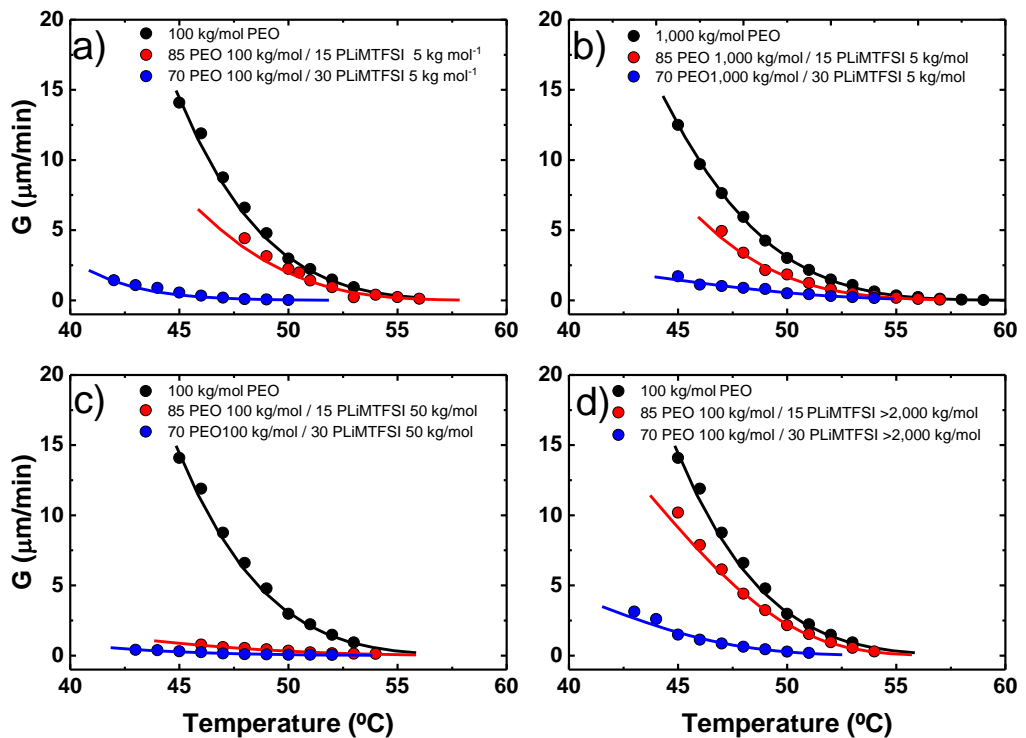 a)
100 kg/mol PEO
85 PEO 100 kg/mol / 15 PLiMTFSI 5 kg mol⁻¹
70 PEO 100 kg/mol / 30 PLiMTFSI 5 kg mol⁻¹
G (μm/min)
20
15
10
5
0
40 45 50 55 60
b)
1,000 kg/mol PEO
85 PEO 1,000 kg/mol / 15 PLiMTFSI 5 kg/mol
70 PEO1,000 kg/mol / 30 PLiMTFSI 5 kg/mol
20
15
10
5
0
40 45 50 55 60
c)
100 kg/mol PEO
85 PEO 100 kg/mol / 15 PLiMTFSI 50 kg/mol
70 PEO100 kg/mol / 30 PLiMTFSI 50 kg/mol
G (μm/min)
20
15
10
5
0
40 45 50 55 60
Temperature (ºC)
d)
100 kg/mol PEO
85 PEO 100 kg/mol / 15 PLiMTFSI >2,000 kg/mol
70 PEO 100 kg/mol / 30 PLiMTFSI >2,000 kg/mol
20
15
10
5
0
40 45 50 55 60
Temperature (ºC)